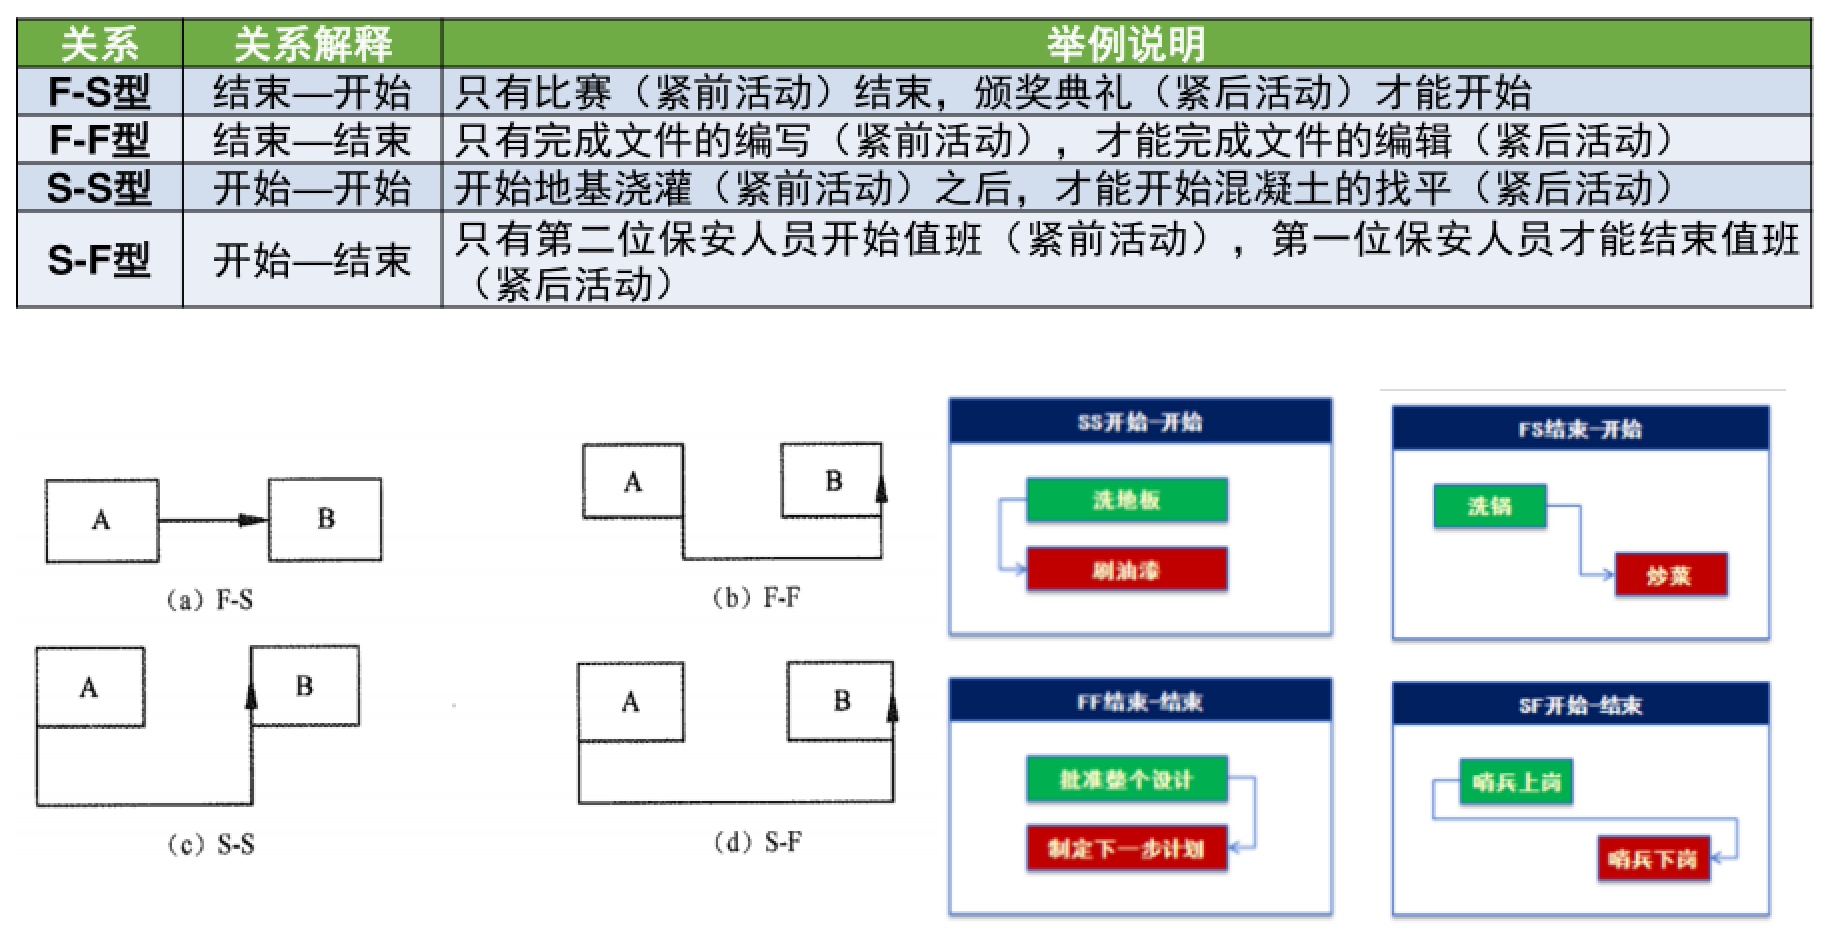 关系 关系解释 举例说明
F-S型 结束—开始 只有比赛（紧前活动）结束，颁奖典礼（紧后活动）才能开始
F-F型 结束—结束 只有完成文件的编写（紧前活动），才能完成文件的编辑（紧后活动）
S-S型 开始—开始 开始地基浇灌（紧前活动）之后，才能开始混凝土的找平（紧后活动）
S-F型 开始—结束 只有第二位保安人员开始值班（紧前活动），第一位保安人员才能结束值班
（紧后活动）
A B
(a) F-S
A B
(b) F-F
A B
(c) S-S
A B
(d) S-F
SS开始-开始
洗地板
刷油漆
FS结束-开始
洗锅
炒菜
FF结束-结束
批准整个设计
制定下一步计划
SF开始-结束
哨兵上岗
哨兵下岗